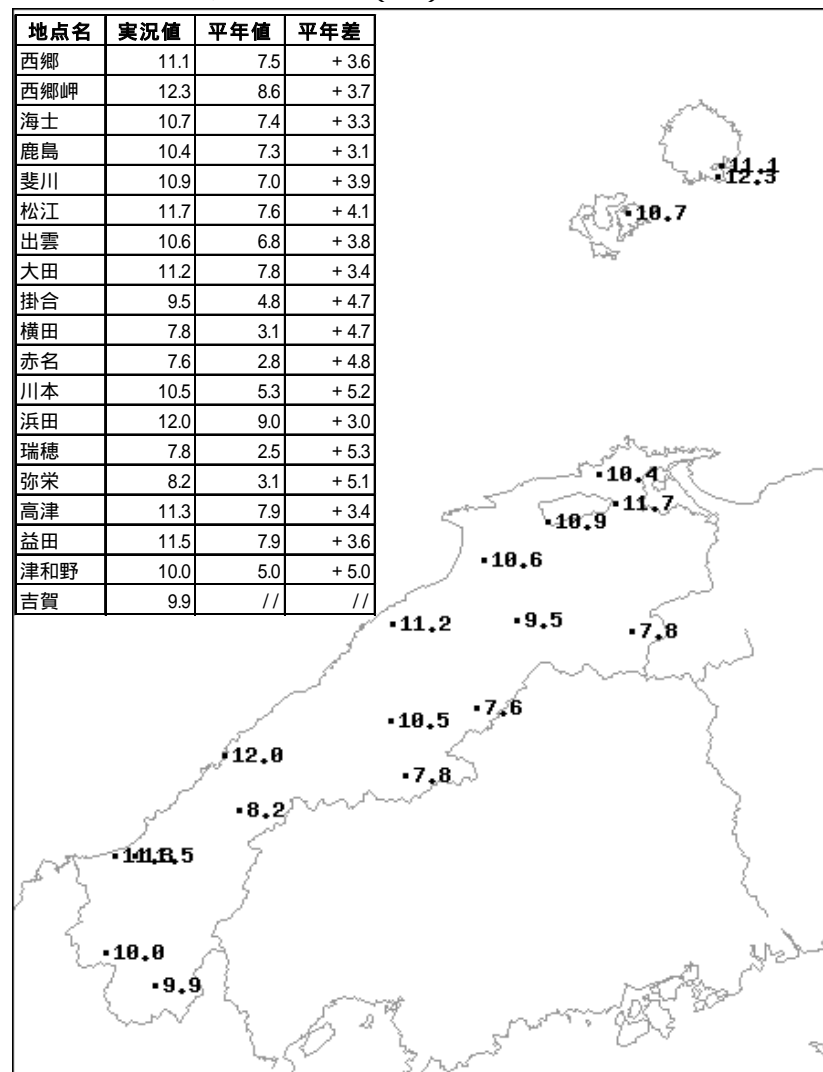 地点名 実況値 平年値 平年差
西郷 11.1 7.5 +3.6
西郷岬 12.3 8.6 +3.7
海士 10.7 7.4 +3.3
鹿島 10.4 7.3 +3.1
斐川 10.9 7.0 +3.9
松江 11.7 7.6 +4.1
出雲 10.6 6.8 +3.8
大田 11.2 7.8 +3.4
掛合 9.5 4.8 +4.7
横田 7.8 3.1 +4.7
赤名 7.6 2.8 +4.8
川本 10.5 5.3 +5.2
浜田 12.0 9.0 +3.0
瑞穂 7.8 2.5 +5.3
弥栄 8.2 3.1 +5.1
高津 11.3 7.9 +3.4
益田 11.5 7.9 +3.6
津和野 10.0 5.0 +5.0
吉賀 9.9 // //
11.1
12.3
10.7
10.4
11.7
10.9
10.6
11.2 9.5 7.8
7.6
10.5
12.0
7.8
8.2
11.3 11.5
10.0
9.9